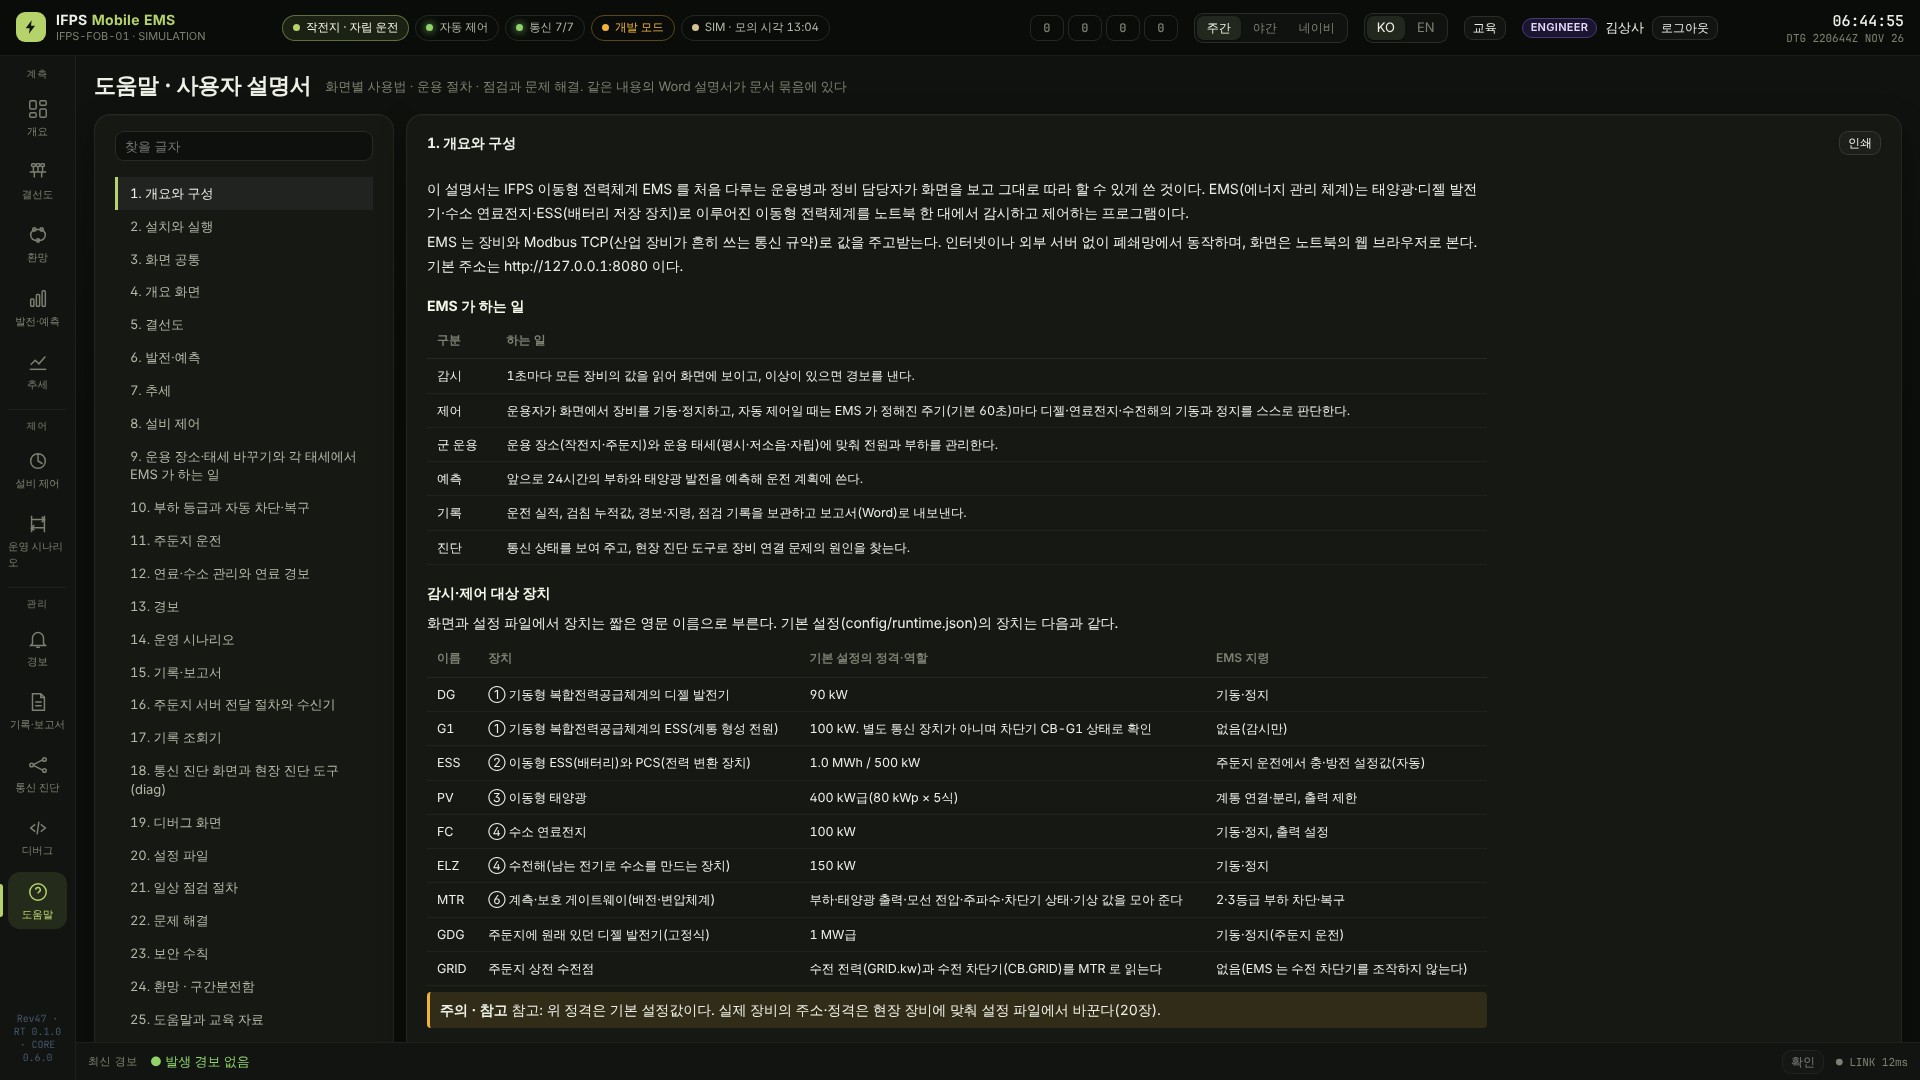 IFPS Mobile EMS
IFPS-FOB-01 · SIMULATION
작전지 · 자립 운전
자동 제어
통신 7/7
개발 모드
SIM · 모의 시각 13:04
0
0
0
0
주간
야간
네이비
KO
EN
교육
ENGINEER
김상사
로그아웃
06:44:55
DTG 220644Z NOV 26
계측
개요
결선도
환망
발전·예측
추세
제어
설비 제어
운영 시나리
오
관리
경보
기록·보고서
통신 진단
디버그
도움말
Rev47 ·
RT 0.1.0
· CORE
0.6.0
도움말 · 사용자 설명서
화면별 사용법 · 운용 절차 · 점검과 문제 해결. 같은 내용의 Word 설명서가 문서 묶음에 있다
찾을 글자
1. 개요와 구성
2. 설치와 실행
3. 화면 공통
4. 개요 화면
5. 결선도
6. 발전·예측
7. 추세
8. 설비 제어
9. 운용 장소·태세 바꾸기와 각 태세에서
EMS 가 하는 일
10. 부하 등급과 자동 차단·복구
11. 주둔지 운전
12. 연료·수소 관리와 연료 경보
13. 경보
14. 운영 시나리오
15. 기록·보고서
16. 주둔지 서버 전달 절차와 수신기
17. 기록 조회기
18. 통신 진단 화면과 현장 진단 도구
(diag)
19. 디버그 화면
20. 설정 파일
21. 일상 점검 절차
22. 문제 해결
23. 보안 수칙
24. 환망 · 구간분전함
25. 도움말과 교육 자료
1. 개요와 구성
인쇄
이 설명서는 IFPS 이동형 전력체계 EMS 를 처음 다루는 운용병과 정비 담당자가 화면을 보고 그대로 따라 할 수 있게 쓴 것이다. EMS(에너지 관리 체계)는 태양광·디젤 발전
기·수소 연료전지·ESS(배터리 저장 장치)로 이루어진 이동형 전력체계를 노트북 한 대에서 감시하고 제어하는 프로그램이다.
EMS 는 장비와 Modbus TCP(산업 장비가 흔히 쓰는 통신 규약)로 값을 주고받는다. 인터넷이나 외부 서버 없이 폐쇄망에서 동작하며, 화면은 노트북의 웹 브라우저로 본다.
기본 주소는 http://127.0.0.1:8080 이다.
EMS 가 하는 일
구분 하는 일
감시 1초마다 모든 장비의 값을 읽어 화면에 보이고, 이상이 있으면 경보를 낸다.
제어 운용자가 화면에서 장비를 기동·정지하고, 자동 제어일 때는 EMS 가 정해진 주기(기본 60초)마다 디젤·연료전지·수전해의 기동과 정지를 스스로 판단한다.
군 운용 운용 장소(작전지·주둔지)와 운용 태세(평시·저소음·자립)에 맞춰 전원과 부하를 관리한다.
예측 앞으로 24시간의 부하와 태양광 발전을 예측해 운전 계획에 쓴다.
기록 운전 실적, 검침 누적값, 경보·지령, 점검 기록을 보관하고 보고서(Word)로 내보낸다.
진단 통신 상태를 보여 주고, 현장 진단 도구로 장비 연결 문제의 원인을 찾는다.
감시·제어 대상 장치
화면과 설정 파일에서 장치는 짧은 영문 이름으로 부른다. 기본 설정(config/runtime.json)의 장치는 다음과 같다.
이름 장치 기본 설정의 정격·역할 EMS 지령
DG ① 기동형 복합전력공급체계의 디젤 발전기 90 kW 기동·정지
G1 ① 기동형 복합전력공급체계의 ESS(계통 형성 전원) 100 kW. 별도 통신 장치가 아니며 차단기 CB-G1 상태로 확인 없음(감시만)
ESS ② 이동형 ESS(배터리)와 PCS(전력 변환 장치) 1.0 MWh / 500 kW 주둔지 운전에서 충·방전 설정값(자동)
PV ③ 이동형 태양광 400 kW급(80 kWp × 5식) 계통 연결·분리, 출력 제한
FC ④ 수소 연료전지 100 kW 기동·정지, 출력 설정
ELZ ④ 수전해(남는 전기로 수소를 만드는 장치) 150 kW 기동·정지
MTR ⑥ 계측·보호 게이트웨이(배전·변압체계) 부하·태양광 출력·모선 전압·주파수·차단기 상태·기상 값을 모아 준다 2·3등급 부하 차단·복구
GDG 주둔지에 원래 있던 디젤 발전기(고정식) 1 MW급 기동·정지(주둔지 운전)
GRID 주둔지 상전 수전점 수전 전력(GRID.kw)과 수전 차단기(CB.GRID)를 MTR 로 읽는다 없음(EMS 는 수전 차단기를 조작하지 않는다)
주의 · 참고 참고: 위 정격은 기본 설정값이다. 실제 장비의 주소·정격은 현장 장비에 맞춰 설정 파일에서 바꾼다(20장).
최신 경보
발생 경보 없음
확인
LINK 12ms